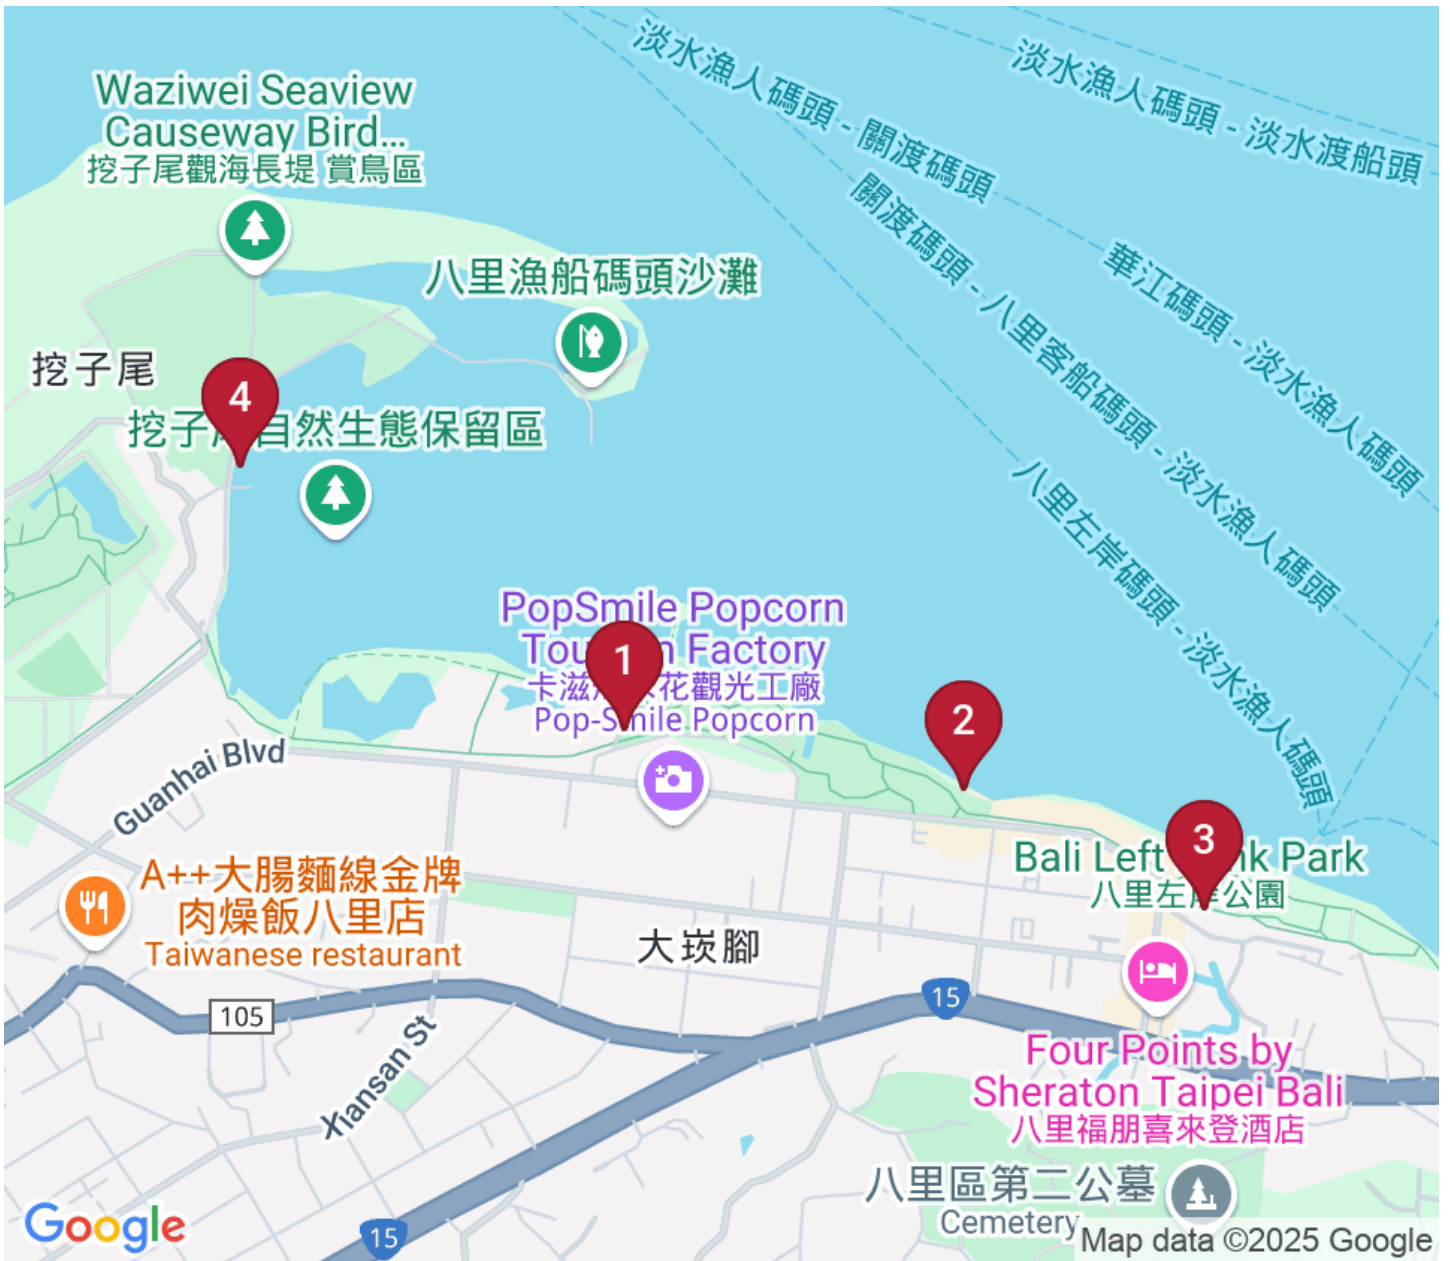 Waziwei Seaview
Causeway Bird...
挖子尾觀海長堤 賞鳥區
淡水漁人碼頭 - 關渡碼頭
淡水漁人碼頭 - 淡水渡船頭
關渡碼頭 - 八里客船碼頭 - 淡水漁人碼頭
華江碼頭 - 淡水漁人碼頭
八里漁船碼頭沙灘
挖子尾
4
自然生態保留區
八里左岸碼頭 - 淡水漁人碼頭
PopSmile Popcorn
Factory
1
花觀光工廠
Pop-Smile Popcorn
2
Guanhai Blvd
3
Bali Left Park
八里左岸公園
A++大腸麵線金牌
肉燥飯八里店
Taiwanese restaurant
大崁腳
15
105
Xiansan St
Four Points by
Sheraton Taipei Bali
八里福朋喜來登酒店
八里區第二公墓
Cemetery
Google
15
Map data ©2025 Google